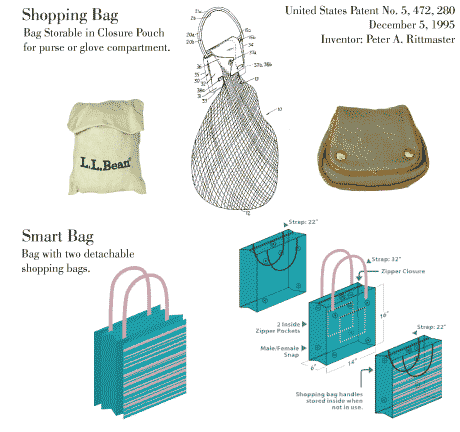 Shopping Bag
Bag Storable in Closure Pouch
for purse or glove compartment.
United States Patent No. 5, 472, 280
December 5, 1995
Inventor: Peter A. Rittmaster
L.L.Bean
10
12
Smart Bag
Bag with two detachable
shopping bags.
Strap: 22"
Strap: 32"
Zipper Closure
2 Inside
Zipper Pockets
Male/Female
Snap
16"
14"
6"
Strap: 22"
Shopping bag handles
stored inside when
not in use.